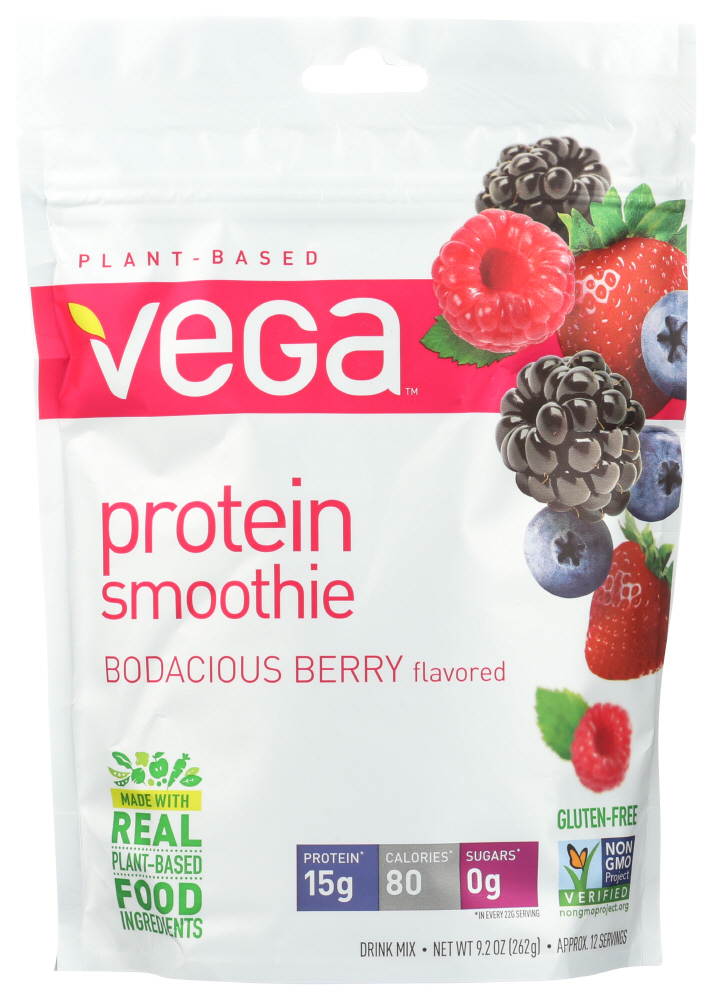 PLANT-BASED
vega™
protein
smoothie
BODACIOUS BERRY flavored
MADE WITH
REAL
PLANT-BASED
FOOD
INGREDIENTS
PROTEIN* CALORIES* SUGARS*
15g 80 0g
*IN EVERY 22G SERVING
GLUTEN-FREE
NON
GMO
Project
VERIFIED
nongmoproject.org
DRINK MIX • NET WT 9.2 OZ (262g) • APPROX. 12 SERVINGS